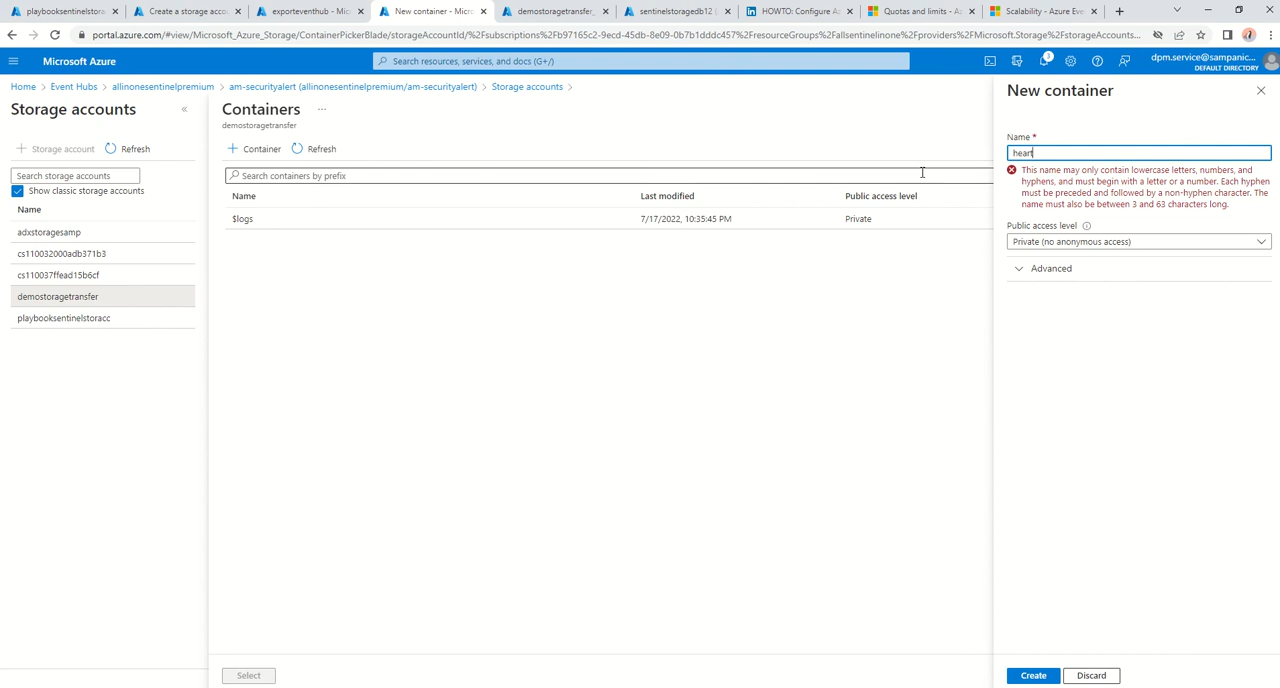 playbooksentinelstora
Create a storage acco
exporteventhub - Mic
New container - Micro
demostoragetransfer_
sentinelstoragedb12 (
HOWTO: Configure A
Quotas and limits - Az
Scalability - Azure Eve
portal.azure.com/#view/Microsoft_Azure_Storage/ContainerPickerBlade/storageAccountId/%2Fsubscriptions%2Fb97165c2-9ecd-45db-8e09-0b7b1dddc457%2FresourceGroups%2Fallsentinelinone%2Fproviders%2FMicrosoft.Storage%2FstorageAccounts...
Microsoft Azure
Search resources, services, and docs (G+/)
1
dpm.service@sampanic...
DEFAULT DIRECTORY
Home > Event Hubs > allinonesentinelpremium > am-securityalert (allinonesentinelpremium/am-securityalert) > Storage accounts >
Storage accounts
«
+ Storage account
Refresh
Search storage accounts
Show classic storage accounts
Name
adxstoragesamp
cs110032000adb371b3
cs110037ffead15b6cf
demostoragetransfer
playbooksentinelstoracc
Containers ...
demostoragetransfer
+ Container
Refresh
Search containers by prefix
Name
Last modified
Public access level
$logs
7/17/2022, 10:35:45 PM
Private
Select
New container
Name *
heart
This name may only contain lowercase letters, numbers, and
hyphens, and must begin with a letter or a number. Each hyphen
must be preceded and followed by a non-hyphen character. The
name must also be between 3 and 63 characters long.
Public access level
Private (no anonymous access)
Advanced
Create
Discard